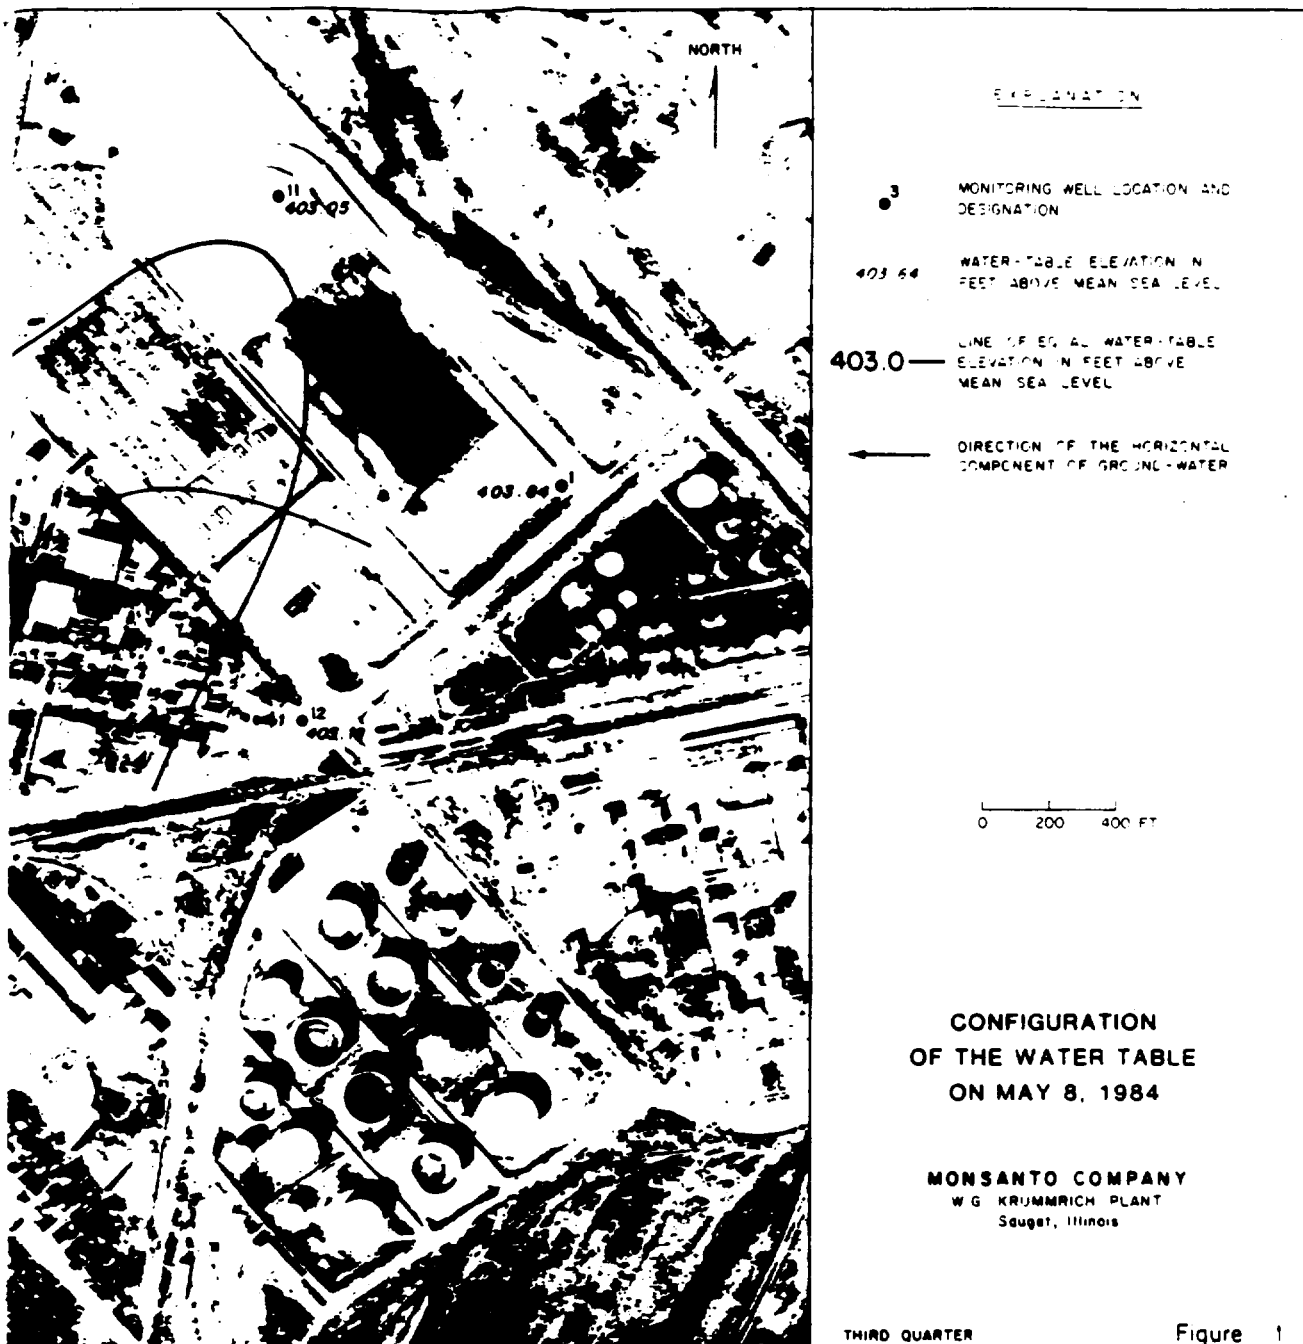 NORTH
11
403.05
403.84
1
12
EXPLANATION
3
MONITORING WELL LOCATION AND
DESIGNATION
403.64
WATER-TABLE ELEVATION IN
FEET ABOVE MEAN SEA LEVEL
403.0
LINE OF EQUAL WATER-TABLE
ELEVATION IN FEET ABOVE
MEAN SEA LEVEL
DIRECTION OF THE HORIZONTAL
COMPONENT OF GROUND-WATER
0 200 400 FT
CONFIGURATION
OF THE WATER TABLE
ON MAY 8, 1984
MONSANTO COMPANY
W G KRUMMRICH PLANT
Sauget, Illinois
THIRD QUARTER
Figure 1